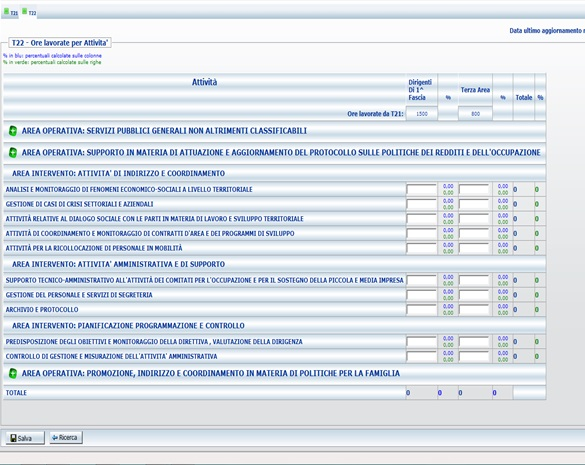 T21 T22
Data ultimo aggiornamento
T22 - Ore lavorate per Attivita'
% in blu: percentuali calcolate sulle colonne
% in verde: percentuali calcolate sulle righe
Attività Dirigenti Di 1^ Fascia % Terza Area % Totale %
Ore lavorate da T21: 1500 800
AREA OPERATIVA: SERVIZI PUBBLICI GENERALI NON ALTRIMENTI CLASSIFICABILI
AREA OPERATIVA: SUPPORTO IN MATERIA DI ATTUAZIONE E AGGIORNAMENTO DEL PROTOCOLLO SULLE POLITICHE DEI REDDITI E DELL'OCCUPAZIONE
AREA INTERVENTO: ATTIVITA' DI INDIRIZZO E COORDINAMENTO
ANALISI E MONITORAGGIO DI FENOMENI ECONOMICO-SOCIALI A LIVELLO TERRITORIALE 0,00 0,00 0,00 0,00 0 0
GESTIONE DI CASI DI CRISI SETTORIALI E AZIENDALI 0,00 0,00 0,00 0,00 0 0
ATTIVITÀ RELATIVE AL DIALOGO SOCIALE CON LE PARTI IN MATERIA DI LAVORO E SVILUPPO TERRITORIALE 0,00 0,00 0,00 0,00 0 0
ATTIVITÀ DI COORDINAMENTO E MONITORAGGIO DI CONTRATTI D'AREA E DEI PROGRAMMI DI SVILUPPO 0,00 0,00 0,00 0,00 0 0
ATTIVITÀ PER LA RICOLLOCAZIONE DI PERSONALE IN MOBILITÀ 0,00 0,00 0,00 0,00 0 0
AREA INTERVENTO: ATTIVITA' AMMINISTRATIVA E DI SUPPORTO
SUPPORTO TECNICO-AMMINISTRATIVO ALL'ATTIVITÀ DEI COMITATI PER L'OCCUPAZIONE E PER IL SOSTEGNO DELLA PICCOLA E MEDIA IMPRESA 0,00 0,00 0,00 0,00 0 0
GESTIONE DEL PERSONALE E SERVIZI DI SEGRETERIA 0,00 0,00 0,00 0,00 0 0
ARCHIVIO E PROTOCOLLO 0,00 0,00 0,00 0,00 0 0
AREA INTERVENTO: PIANIFICAZIONE PROGRAMMAZIONE E CONTROLLO
PREDISPOSIZIONE DEGLI OBIETTIVI E MONITORAGGIO DELLA DIRETTIVA , VALUTAZIONE DELLA DIRIGENZA 0,00 0,00 0,00 0,00 0 0
CONTROLLO DI GESTIONE E MISURAZIONE DELL'ATTIVITA' AMMINISTRATIVA 0,00 0,00 0,00 0,00 0 0
AREA OPERATIVA: PROMOZIONE, INDIRIZZO E COORDINAMENTO IN MATERIA DI POLITICHE PER LA FAMIGLIA
TOTALE 0 0 0 0
Salva Ricerca